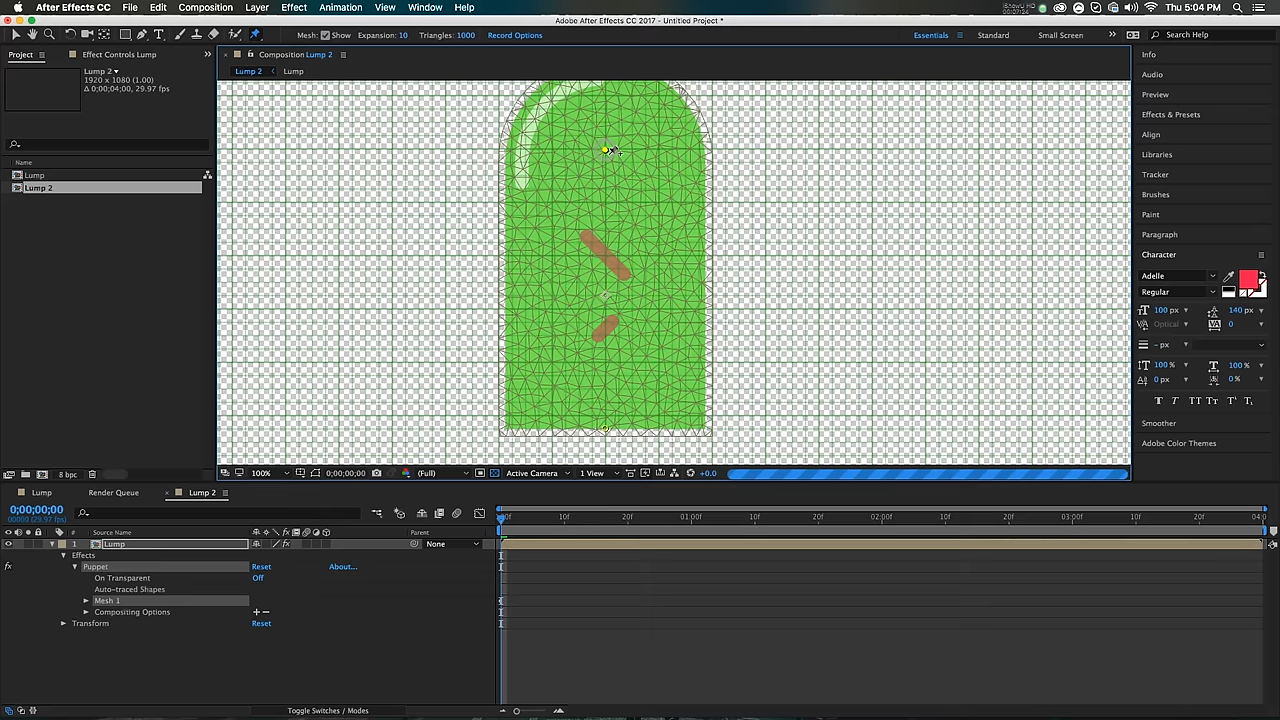 After Effects CC File Edit Composition Layer Effect Animation View Window Help
Thu 5:04 PM
Adobe After Effects CC 2017 - Untitled Project *
Mesh: Show Expansion: 10 Triangles: 1000 Record Options
Essentials Standard Small Screen Search Help
Project Effect Controls Lump
Composition Lump 2
Lump 2 Lump
Lump 2
1920 x 1080 (1.00)
Δ 0;00;04;00, 29.97 fps
Name
Lump
Lump 2
8 bpc
100% 0;00;00;00 (Full) Active Camera 1 View +0.0
Info
Audio
Preview
Effects & Presets
Align
Libraries
Tracker
Brushes
Paint
Paragraph
Character
Adelle
Regular
100 px 140 px
Optical 0
- px
100 % 100 %
0 px 0 %
T T TT Tt T' T,
Smoother
Adobe Color Themes
Lump Render Queue Lump 2
0;00;00;00
00000 (29.97 fps)
# Source Name Parent
1 Lump None
Effects
Puppet Reset About...
On Transparent Off
Auto-traced Shapes
Mesh 1
Compositing Options + −
Transform Reset
10f 20f 01:00f 10f 20f 02:00f 10f 20f 03:00f 10f 20f
Toggle Switches / Modes